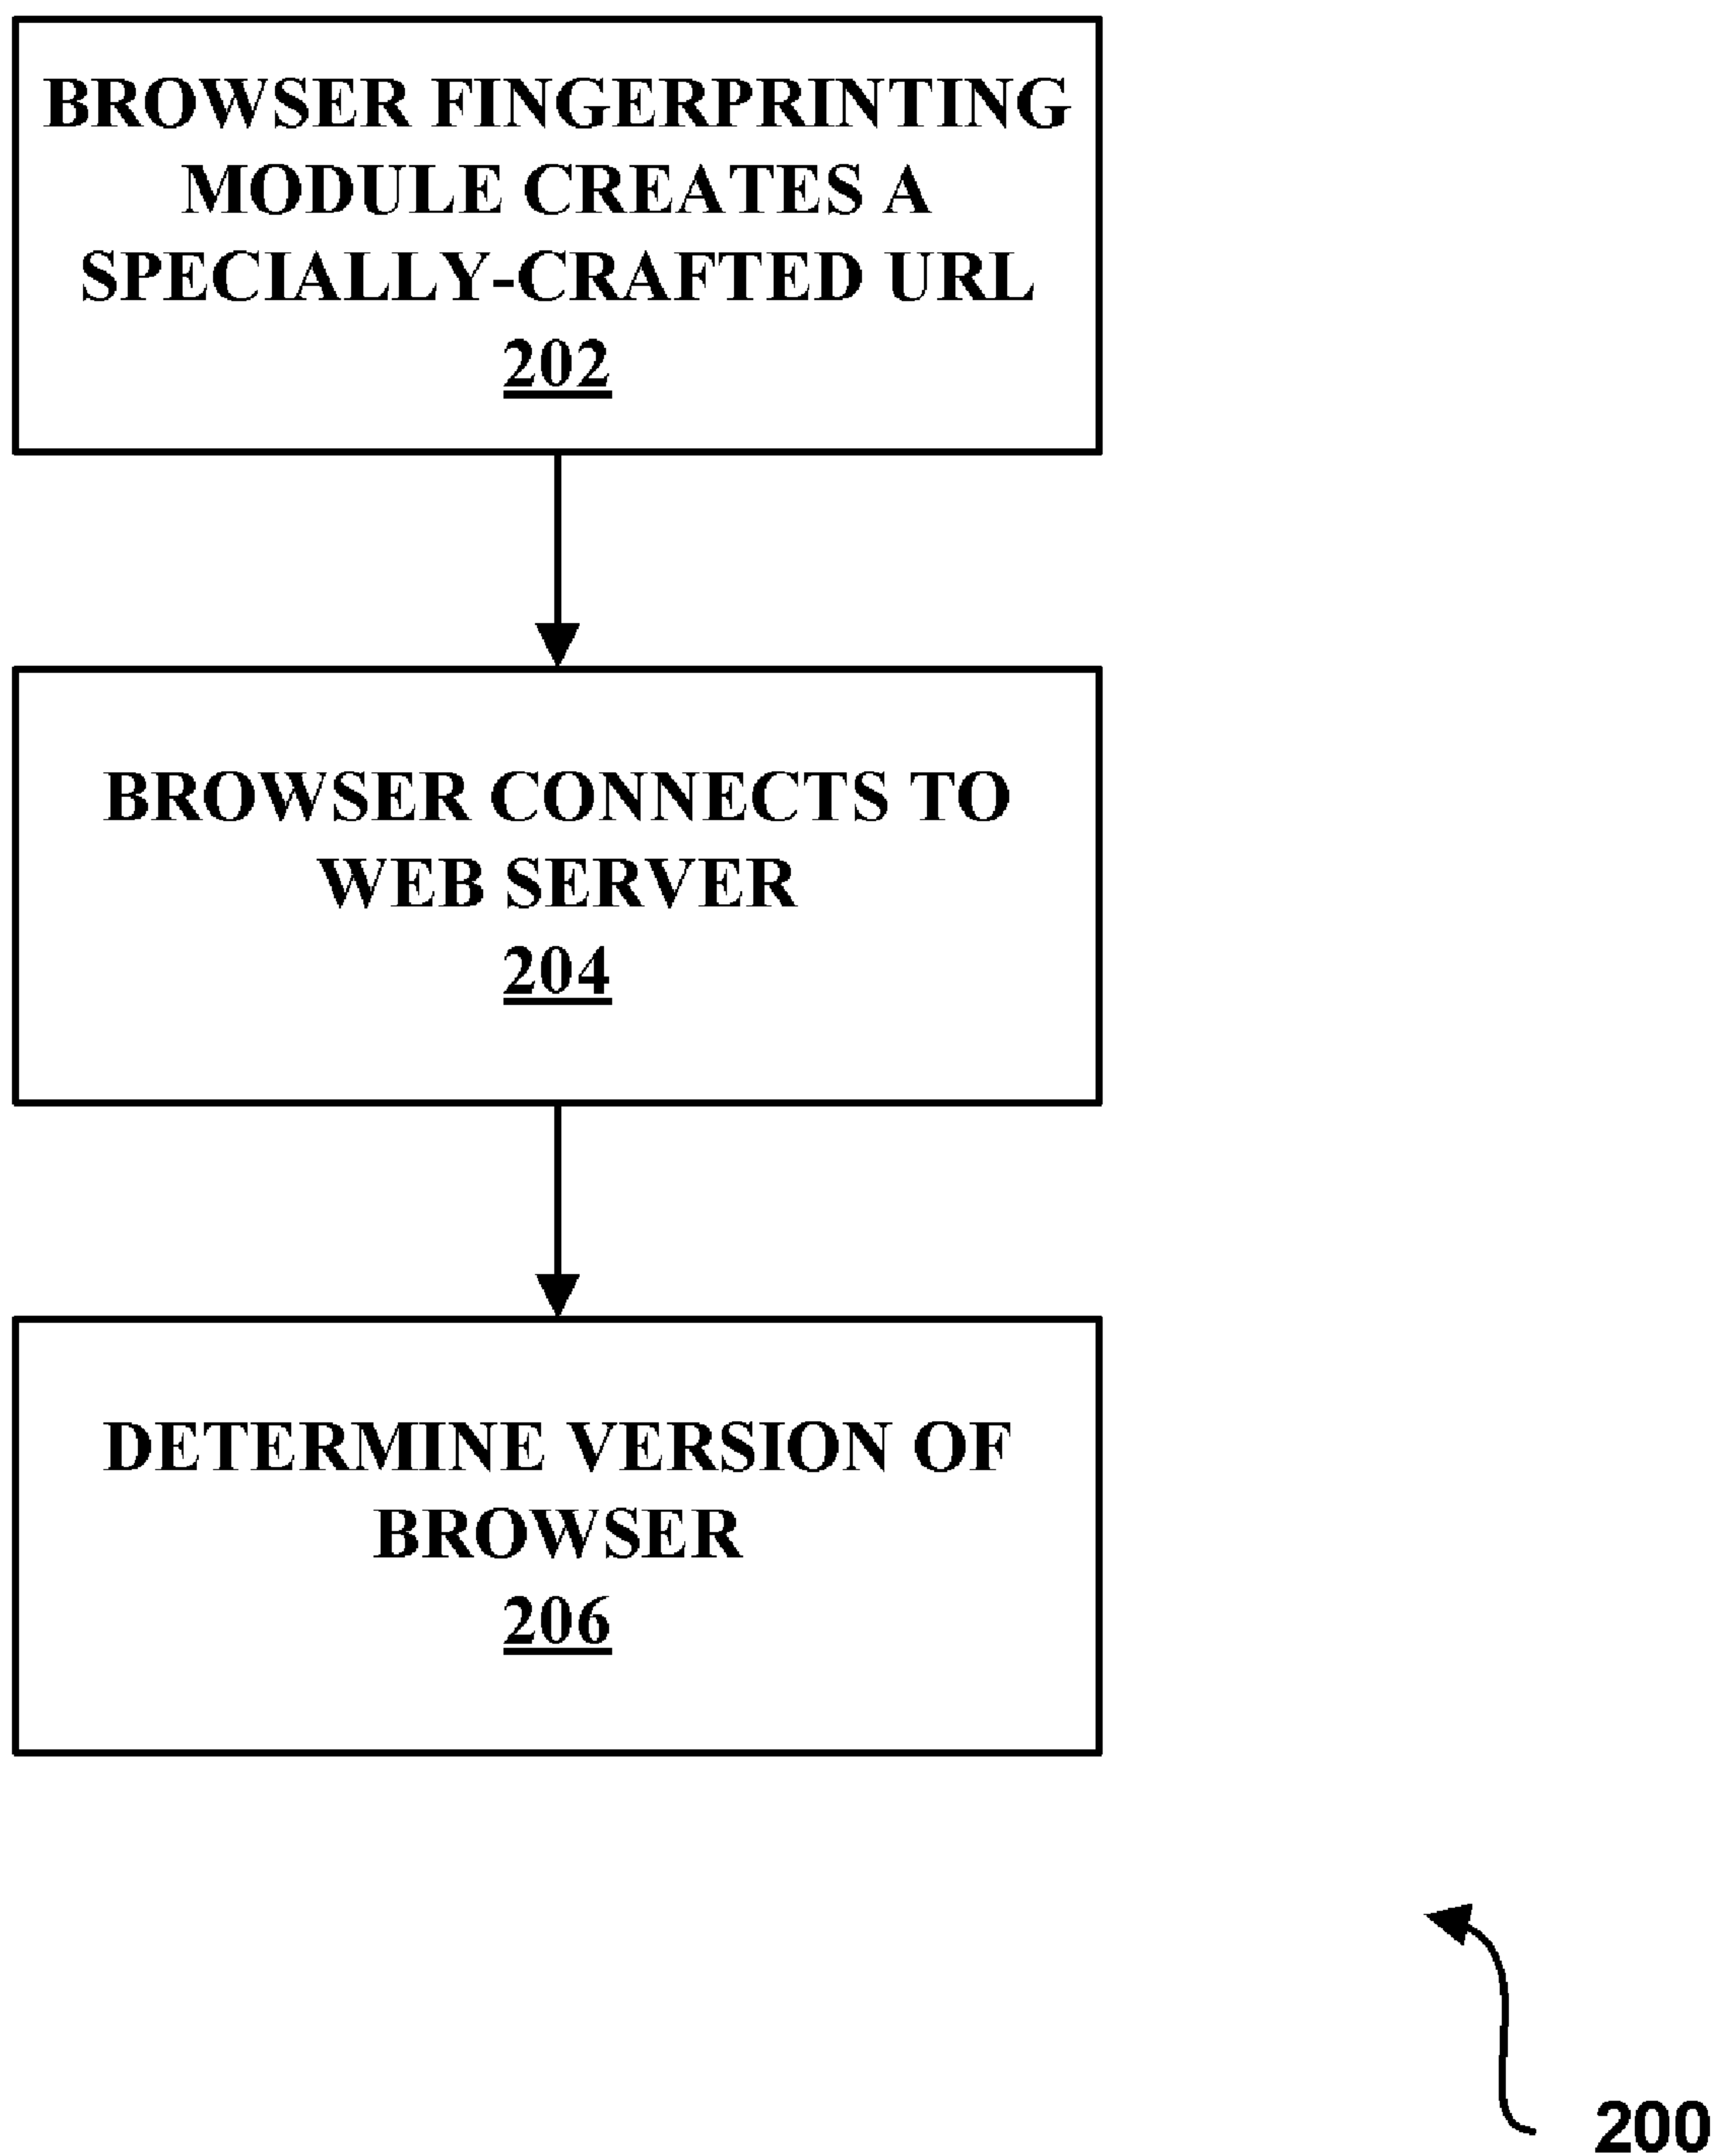 BROWSER FINGERPRINTING
MODULE CREATES A
SPECIALLY-CRAFTED URL
202
BROWSER CONNECTS TO
WEB SERVER
204
DETERMINE VERSION OF
BROWSER
206
200